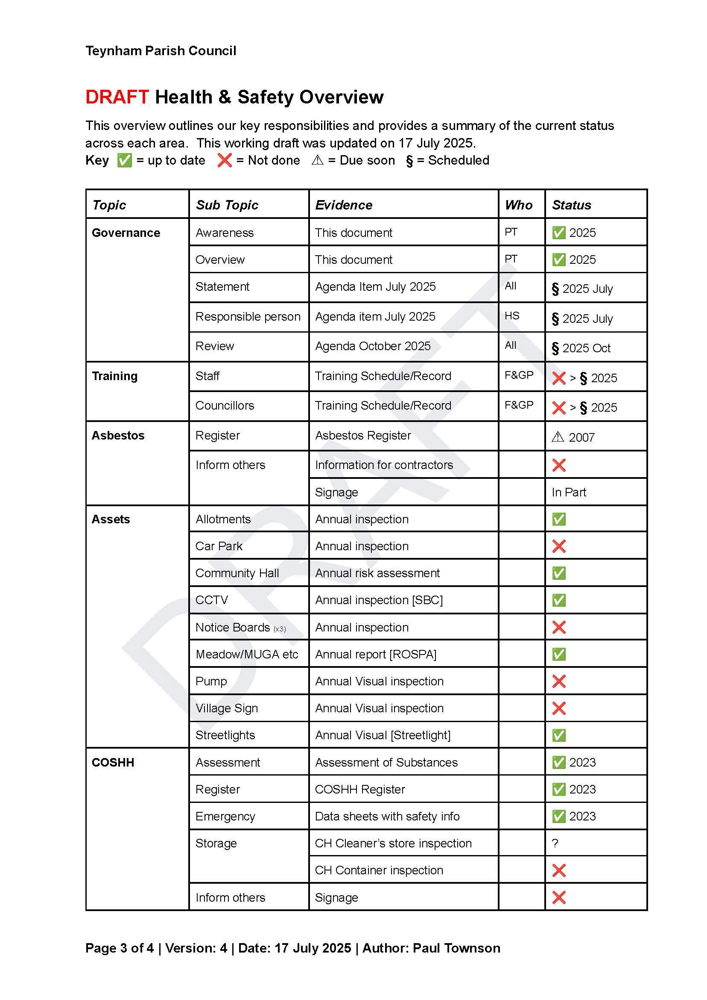 Teynham Parish Council
DRAFT Health & Safety Overview
This overview outlines our key responsibilities and provides a summary of the current status
across each area.  This working draft was updated on 17 July 2025.
Key ✅ = up to date ❌ = Not done ⚠ = Due soon § = Scheduled
Topic Sub Topic Evidence Who Status
Governance Awareness This document PT ✅ 2025
Overview This document PT ✅ 2025
Statement Agenda Item July 2025 All § 2025 July
Responsible person Agenda item July 2025 HS § 2025 July
Review Agenda October 2025 All § 2025 Oct
Training Staff Training Schedule/Record F&GP ❌ > § 2025
Councillors Training Schedule/Record F&GP ❌ > § 2025
Asbestos Register Asbestos Register ⚠ 2007
Inform others Information for contractors ❌
Signage In Part
Assets Allotments Annual inspection ✅
Car Park Annual inspection ❌
Community Hall Annual risk assessment ✅
CCTV Annual inspection [SBC] ✅
Notice Boards (x3) Annual inspection ❌
Meadow/MUGA etc Annual report [ROSPA] ✅
Pump Annual Visual inspection ❌
Village Sign Annual Visual inspection ❌
Streetlights Annual Visual [Streetlight] ✅
COSHH Assessment Assessment of Substances ✅ 2023
Register COSHH Register ✅ 2023
Emergency Data sheets with safety info ✅ 2023
Storage CH Cleaner's store inspection ?
CH Container inspection ❌
Inform others Signage ❌
DRAFT
Page 3 of 4 | Version: 4 | Date: 17 July 2025 | Author: Paul Townson